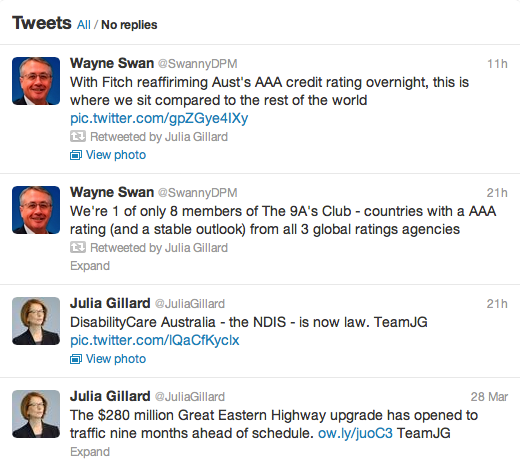 Tweets All / No replies
Wayne Swan @SwannyDPM 11h
With Fitch reaffiriming Aust's AAA credit rating overnight, this is
where we sit compared to the rest of the world
pic.twitter.com/gpZGye4lXy
Retweeted by Julia Gillard
View photo
Wayne Swan @SwannyDPM 21h
We're 1 of only 8 members of The 9A's Club - countries with a AAA
rating (and a stable outlook) from all 3 global ratings agencies
Retweeted by Julia Gillard
Expand
Julia Gillard @JuliaGillard 21h
DisabilityCare Australia - the NDIS - is now law. TeamJG
pic.twitter.com/lQaCfKyclx
View photo
Julia Gillard @JuliaGillard 28 Mar
The $280 million Great Eastern Highway upgrade has opened to
traffic nine months ahead of schedule. ow.ly/juoC3 TeamJG
Expand